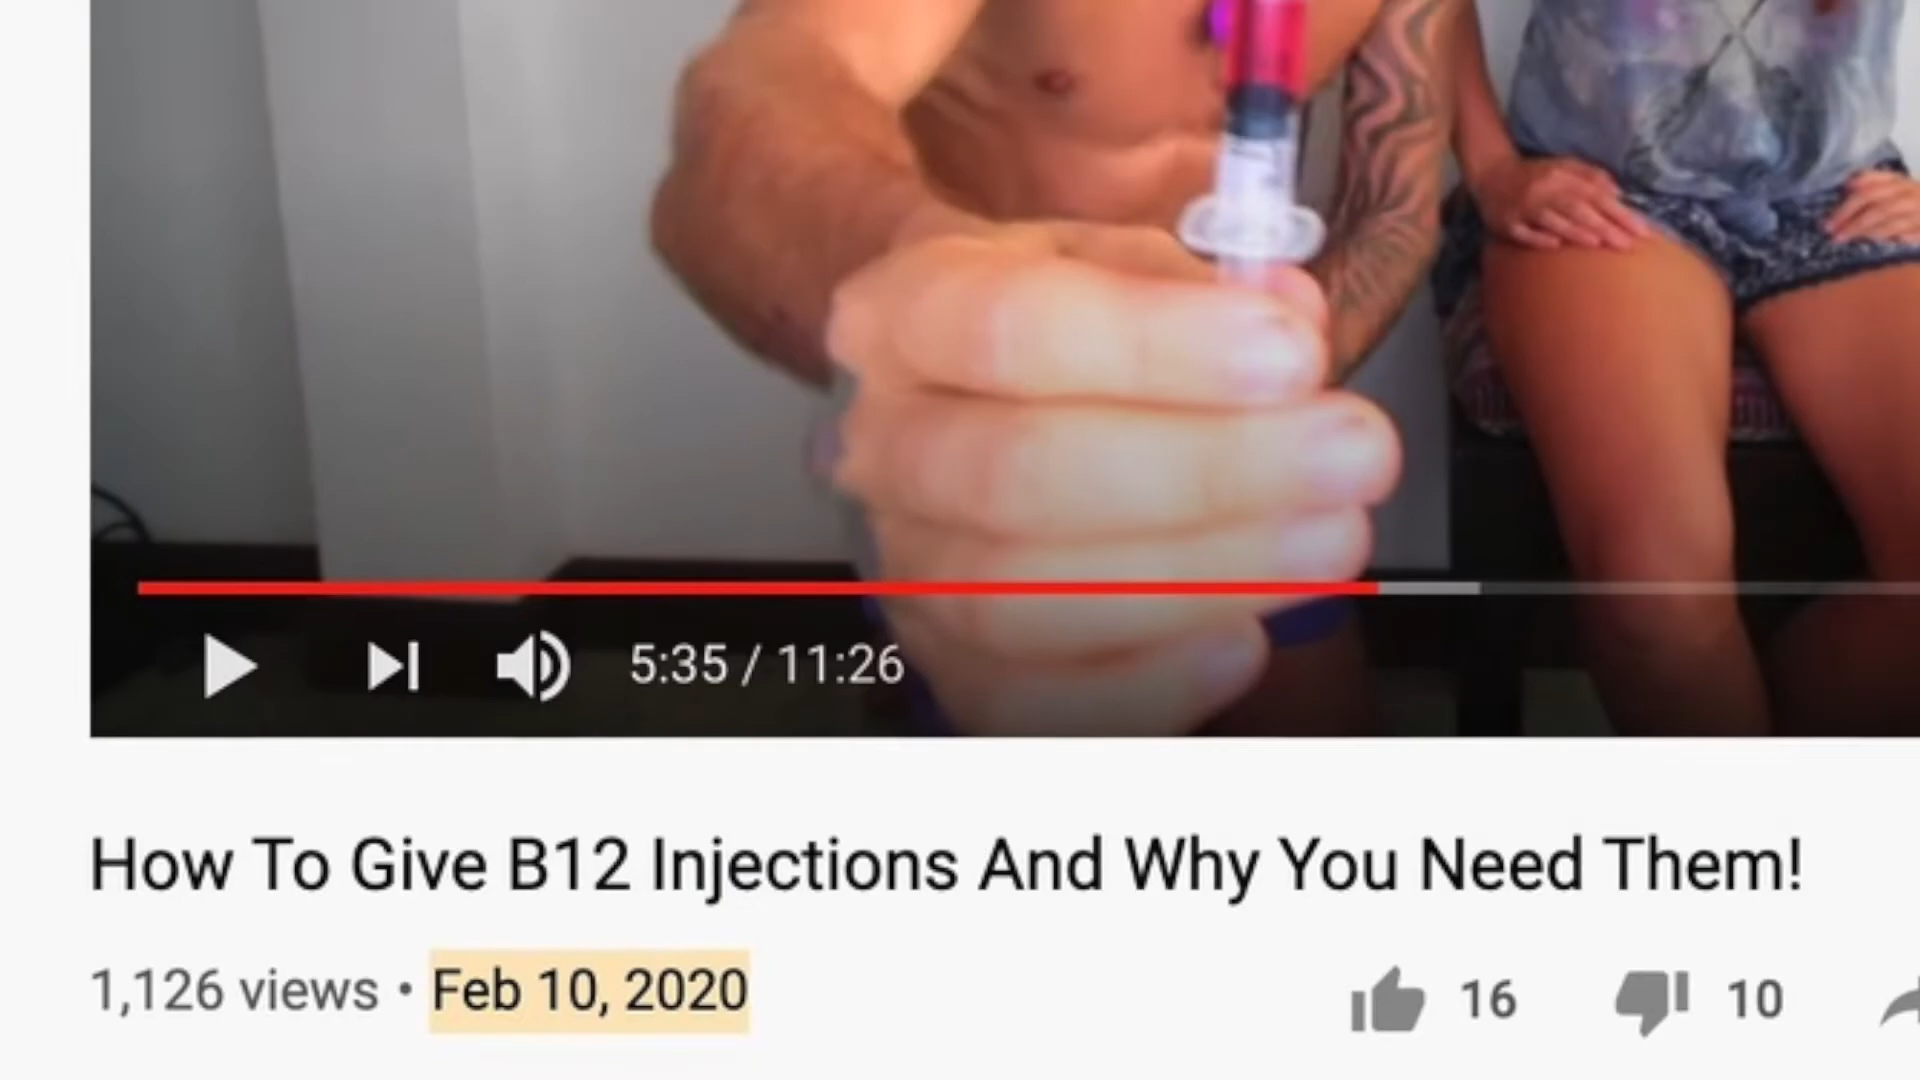 5:35 / 11:26
How To Give B12 Injections And Why You Need Them!
1,126 views • Feb 10, 2020
16
10